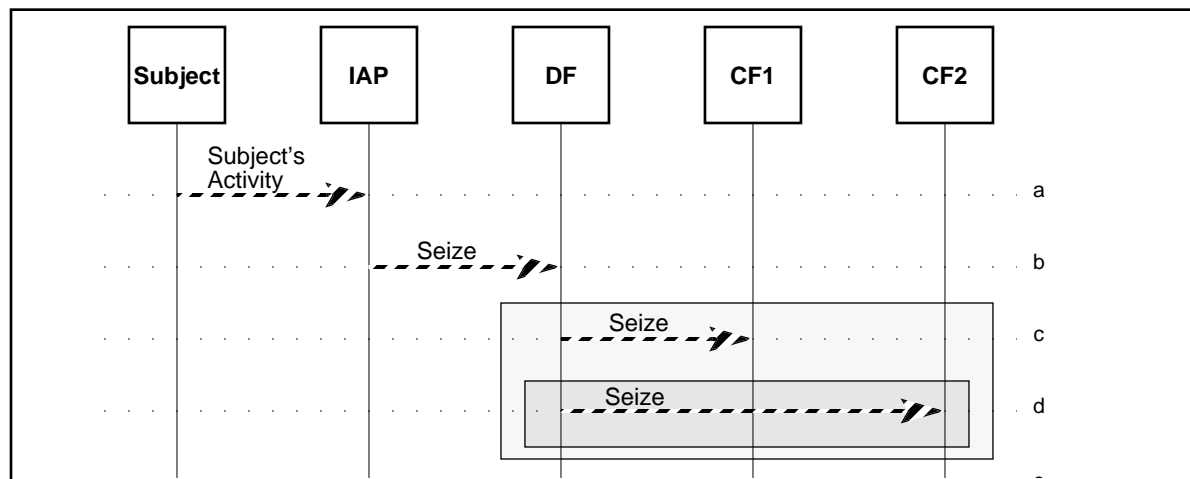 Subject IAP DF CF1 CF2
Subject's
Activity
a
Seize
b
Seize
c
Seize
d